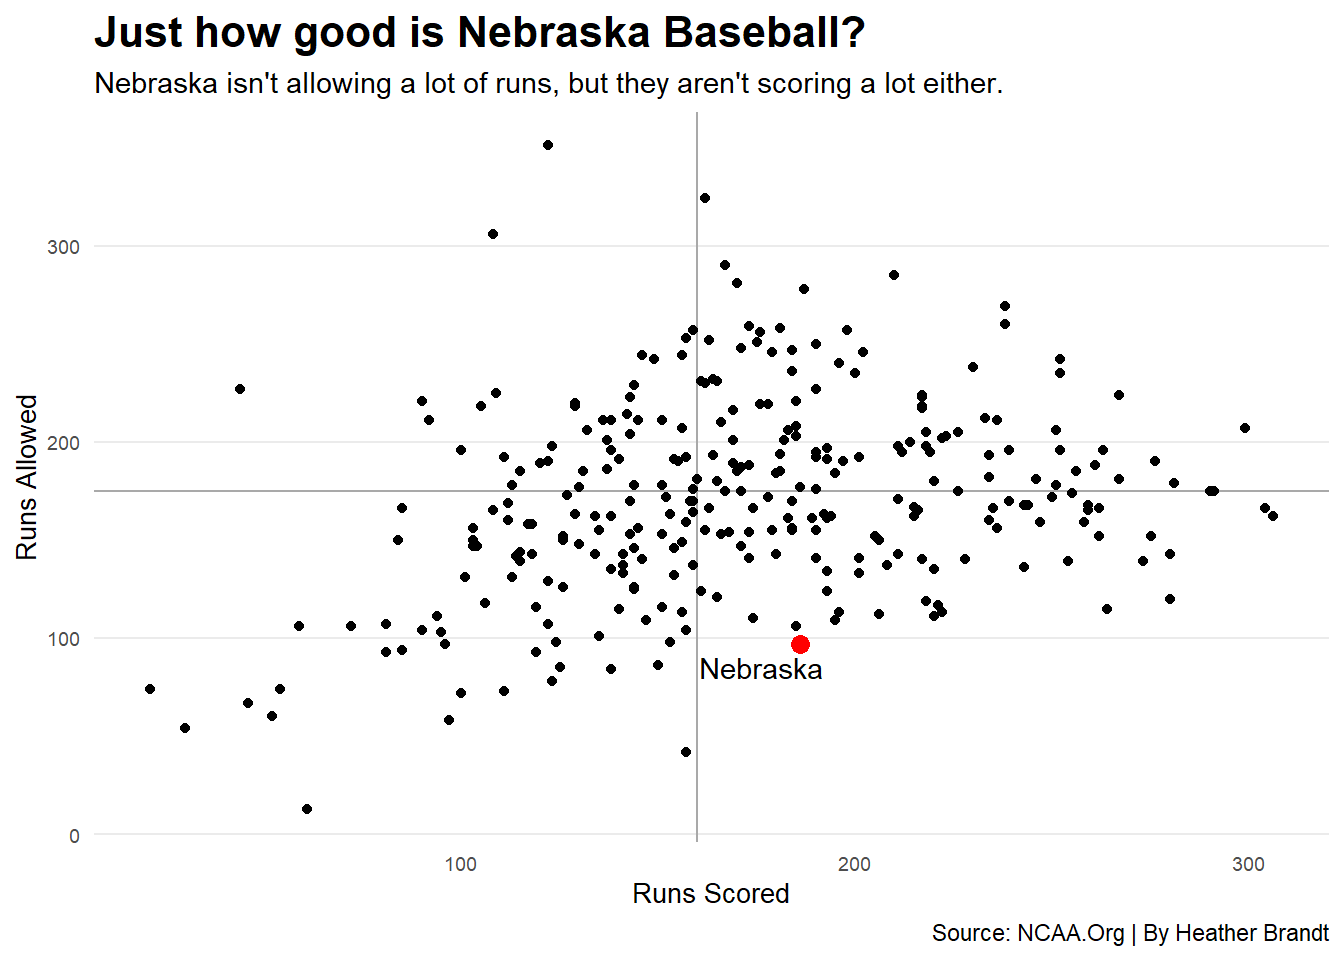 Just how good is Nebraska Baseball?
Nebraska isn't allowing a lot of runs, but they aren't scoring a lot either.
300
200
100
0
Runs Allowed
Nebraska
100 200 300
Runs Scored
Source: NCAA.Org | By Heather Brandt